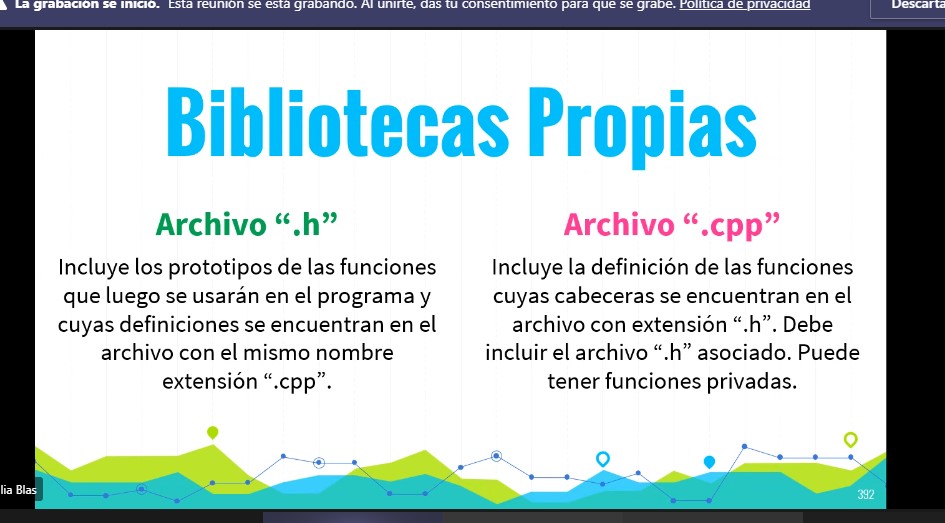 La grabación se inició. Esta reunión se está grabando. Al unirte, das tu consentimiento para que se grabe. Política de privacidad
Descarta
Bibliotecas Propias
Archivo “.h”
Incluye los prototipos de las funciones
que luego se usarán en el programa y
cuyas definiciones se encuentran en el
archivo con el mismo nombre
extensión “.cpp”.
Archivo “.cpp”
Incluye la definición de las funciones
cuyas cabeceras se encuentran en el
archivo con extensión “.h”. Debe
incluir el archivo “.h” asociado. Puede
tener funciones privadas.
lia Blas
392